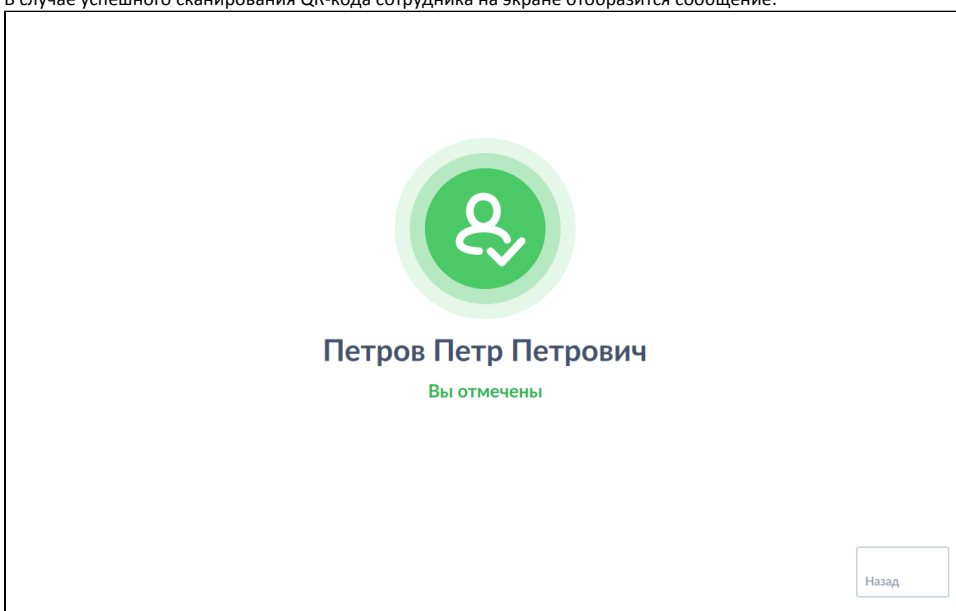 В случае успешного сканирования QR-кода сотрудника на экране отобразится сообщение:
Петров Петр Петрович
Вы отмечены
Назад